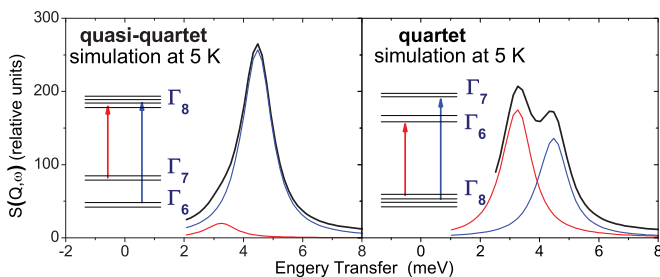 quasi-quartet
simulation at 5 K
Γ8
Γ7
Γ6
quartet
simulation at 5 K
Γ7
Γ6
Γ8
S(Q,ω) (relative units)
300
200
100
0
-2 0 2 4 6 8
0 2 4 6 8
Engery Transfer (meV)